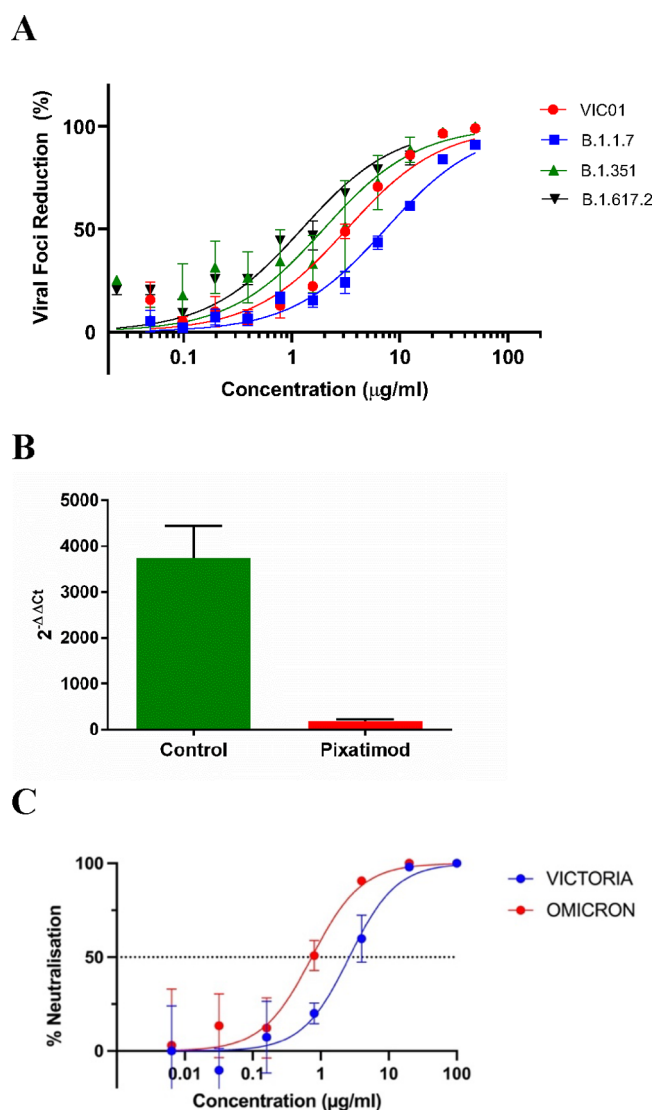 A
Viral Foci Reduction (%)
100
50
0
0.1
1
10
100
Concentration (μg/ml)
VIC01
B.1.1.7
B.1.351
B.1.617.2
B
2-ΔΔCt
5000
4000
3000
2000
1000
0
Control
Pixatimod
C
% Neutralisation
100
50
0
0.01
0.1
1
10
100
Concentration (μg/ml)
VICTORIA
OMICRON